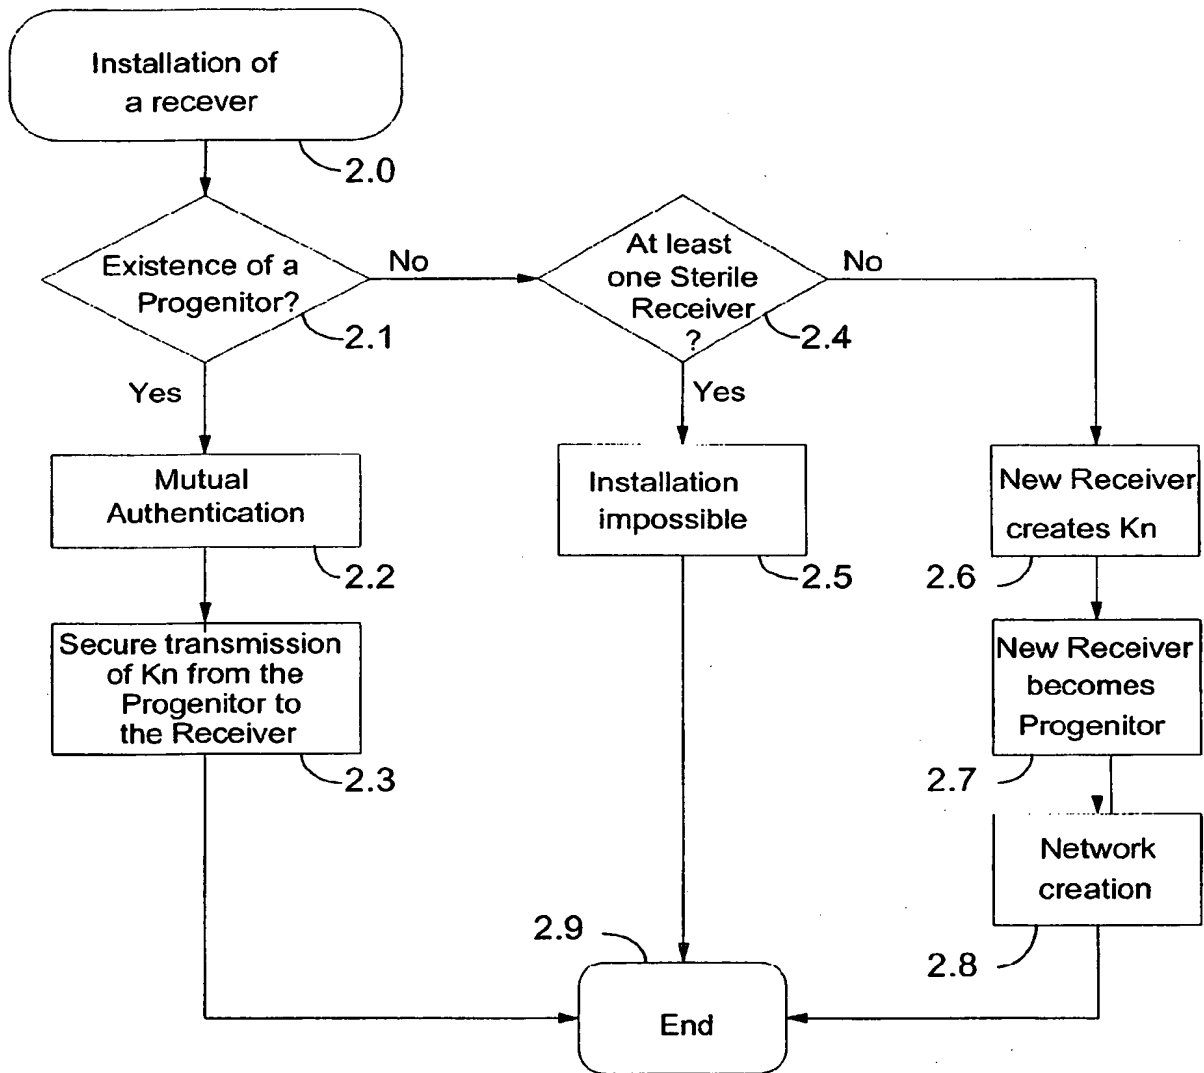 Installation of
a recever
2.0
Existence of a
Progenitor?
2.1
No
Yes
At least
one Sterile
Receiver
?
2.4
No
Yes
Mutual
Authentication
2.2
Installation
impossible
2.5
New Receiver
creates Kn
2.6
Secure transmission
of Kn from the
Progenitor to
the Receiver
2.3
New Receiver
becomes
Progenitor
2.7
Network
creation
2.8
2.9
End